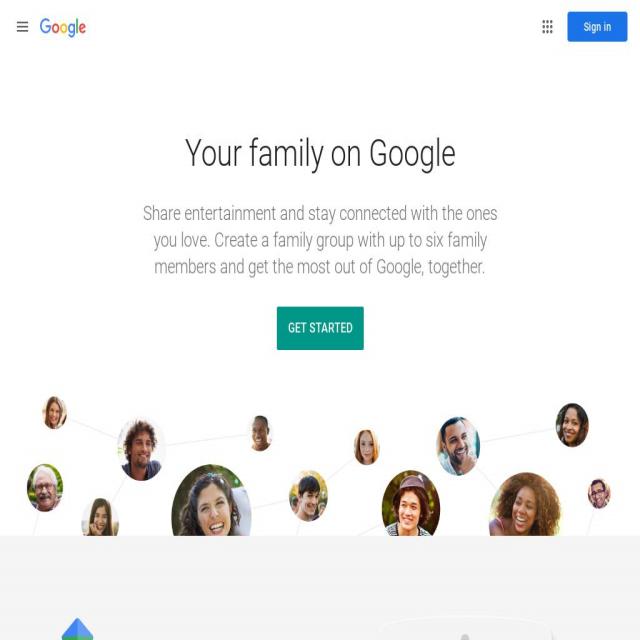 Google
Sign in
Your family on Google
Share entertainment and stay connected with the ones
you love. Create a family group with up to six family
members and get the most out of Google, together.
GET STARTED